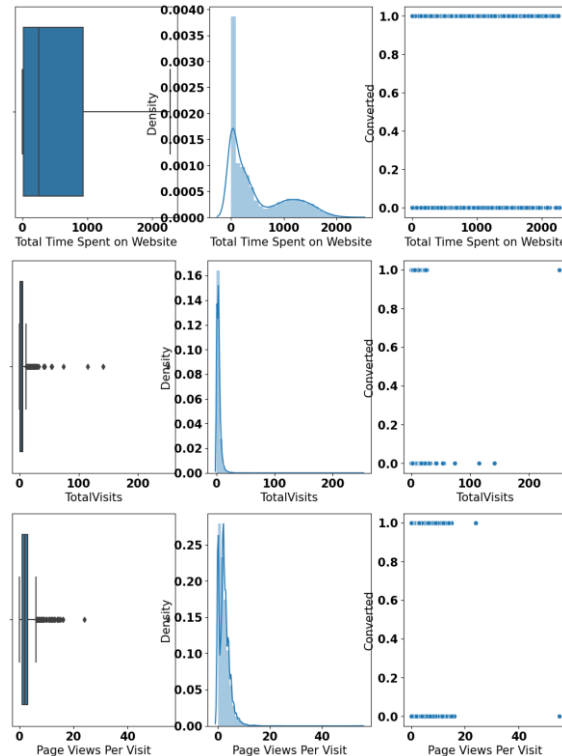 0.0040
0.0035
0.0030
0.0025
0.0020
0.0015
0.0010
0.0005
0.0000
Density
1.0
0.8
0.6
0.4
0.2
0.0
Converted
0 1000 2000
Total Time Spent on Website
0 1000 2000
Total Time Spent on Website
0 1000 2000
Total Time Spent on Website
0.16
0.14
0.12
0.10
0.08
0.06
0.04
0.02
0.00
Density
1.0
0.8
0.6
0.4
0.2
0.0
Converted
0 100 200
TotalVisits
0 100 200
TotalVisits
0 100 200
TotalVisits
0.25
0.20
0.15
0.10
0.05
0.00
Density
1.0
0.8
0.6
0.4
0.2
0.0
Converted
0 20 40
Page Views Per Visit
0 20 40
Page Views Per Visit
0 20 40
Page Views Per Visit